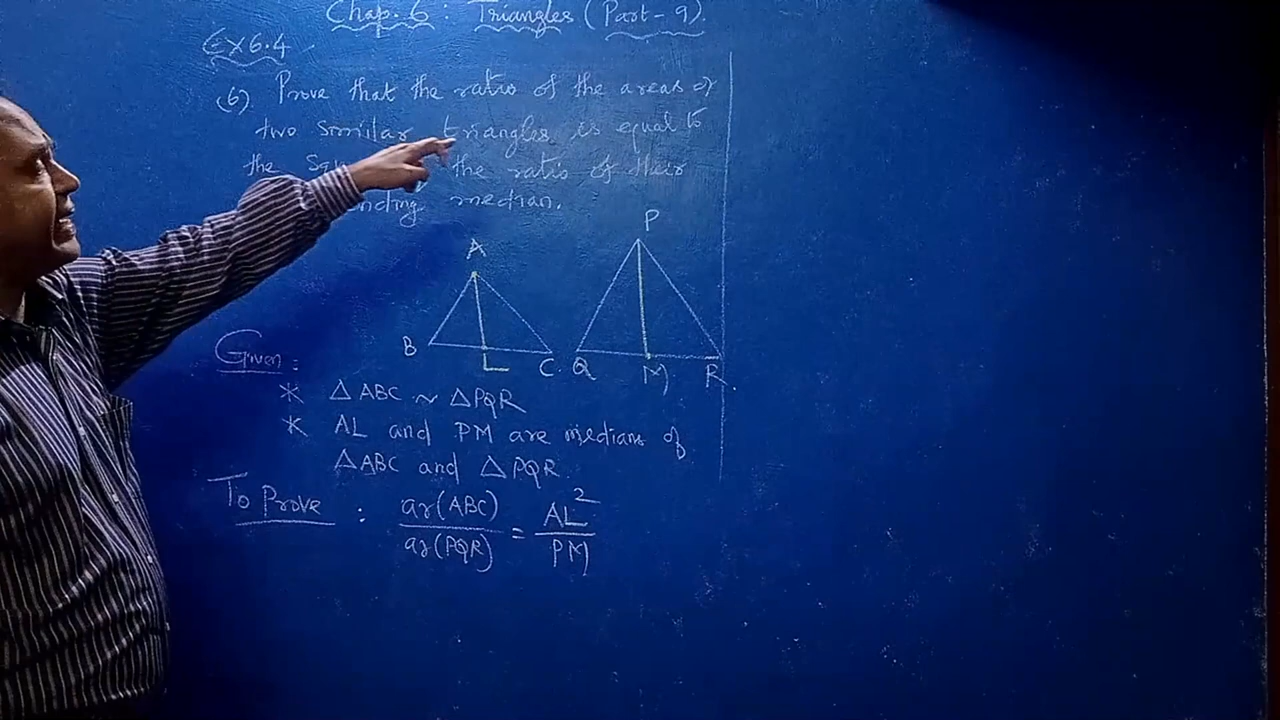 Chap. 6 : Triangles (Part - 9).
Ex 6.4
(6). Prove that the ratio of the areas of
two similar triangles is equal to
the the ratio of their
median.
A
P
B
L
C
Q
M
R.
Given :
* △ABC ~ △PQR
* AL and PM are medians of
△ABC and △PQR.
To Prove : ar(ABC) / ar(PQR) = AL² / PM